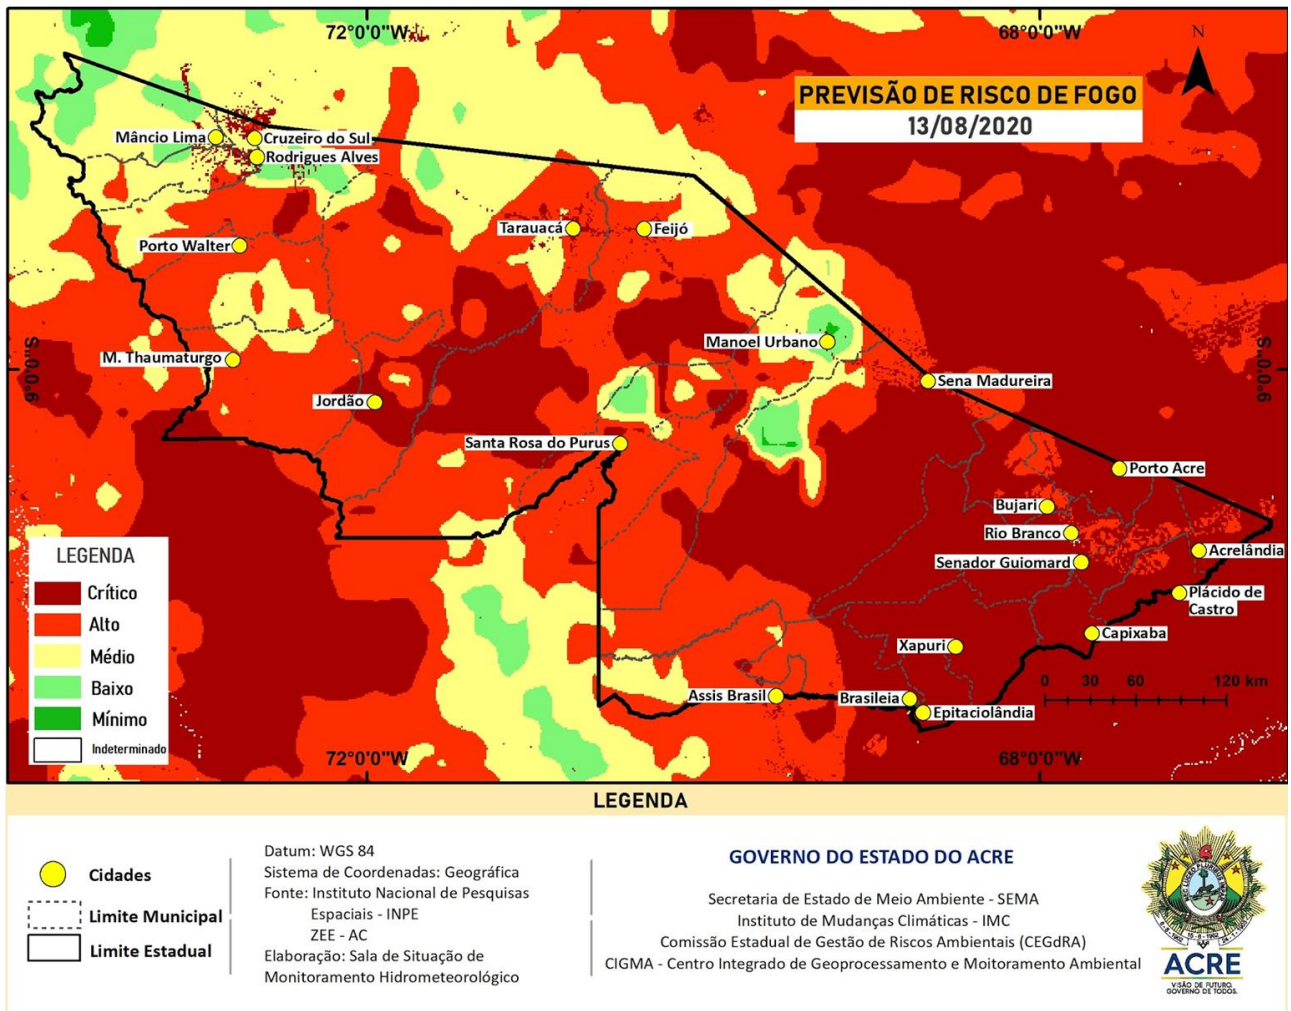 72°0'0"W
68°0'0"W
N
PREVISÃO DE RISCO DE FOGO
13/08/2020
Mâncio Lima
Cruzeiro do Sul
Rodrigues Alves
Tarauacá
Feijó
Porto Walter
Manoel Urbano
M. Thaumaturgo
9°0'0"S
9°0'0"S
Sena Madureira
Jordão
Santa Rosa do Purus
Porto Acre
Bujari
Rio Branco
Acrelândia
Senador Guiomard
Plácido de
Castro
Capixaba
Xapuri
Assis Brasil
Brasileia
Epitaciolândia
0 30 60 120 km
LEGENDA
Crítico
Alto
Médio
Baixo
Mínimo
Indeterminado
72°0'0"W
68°0'0"W
LEGENDA
Cidades
Limite Municipal
Limite Estadual
Datum: WGS 84
Sistema de Coordenadas: Geográfica
Fonte: Instituto Nacional de Pesquisas
Espaciais - INPE
ZEE - AC
Elaboração: Sala de Situação de
Monitoramento Hidrometeorológico
GOVERNO DO ESTADO DO ACRE
Secretaria de Estado de Meio Ambiente - SEMA
Instituto de Mudanças Climáticas - IMC
Comissão Estadual de Gestão de Riscos Ambientais (CEGdRA)
CIGMA - Centro Integrado de Geoprocessamento e Moitoramento Ambiental
ACRE
VISÃO DE FUTURO.
GOVERNO DE TODOS.